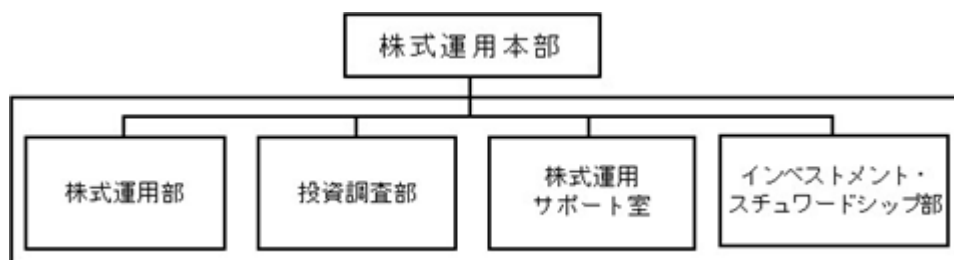 株式運用本部
株式運用部
投資調査部
株式運用
サポート室
インベストメント・
スチュワードシップ部